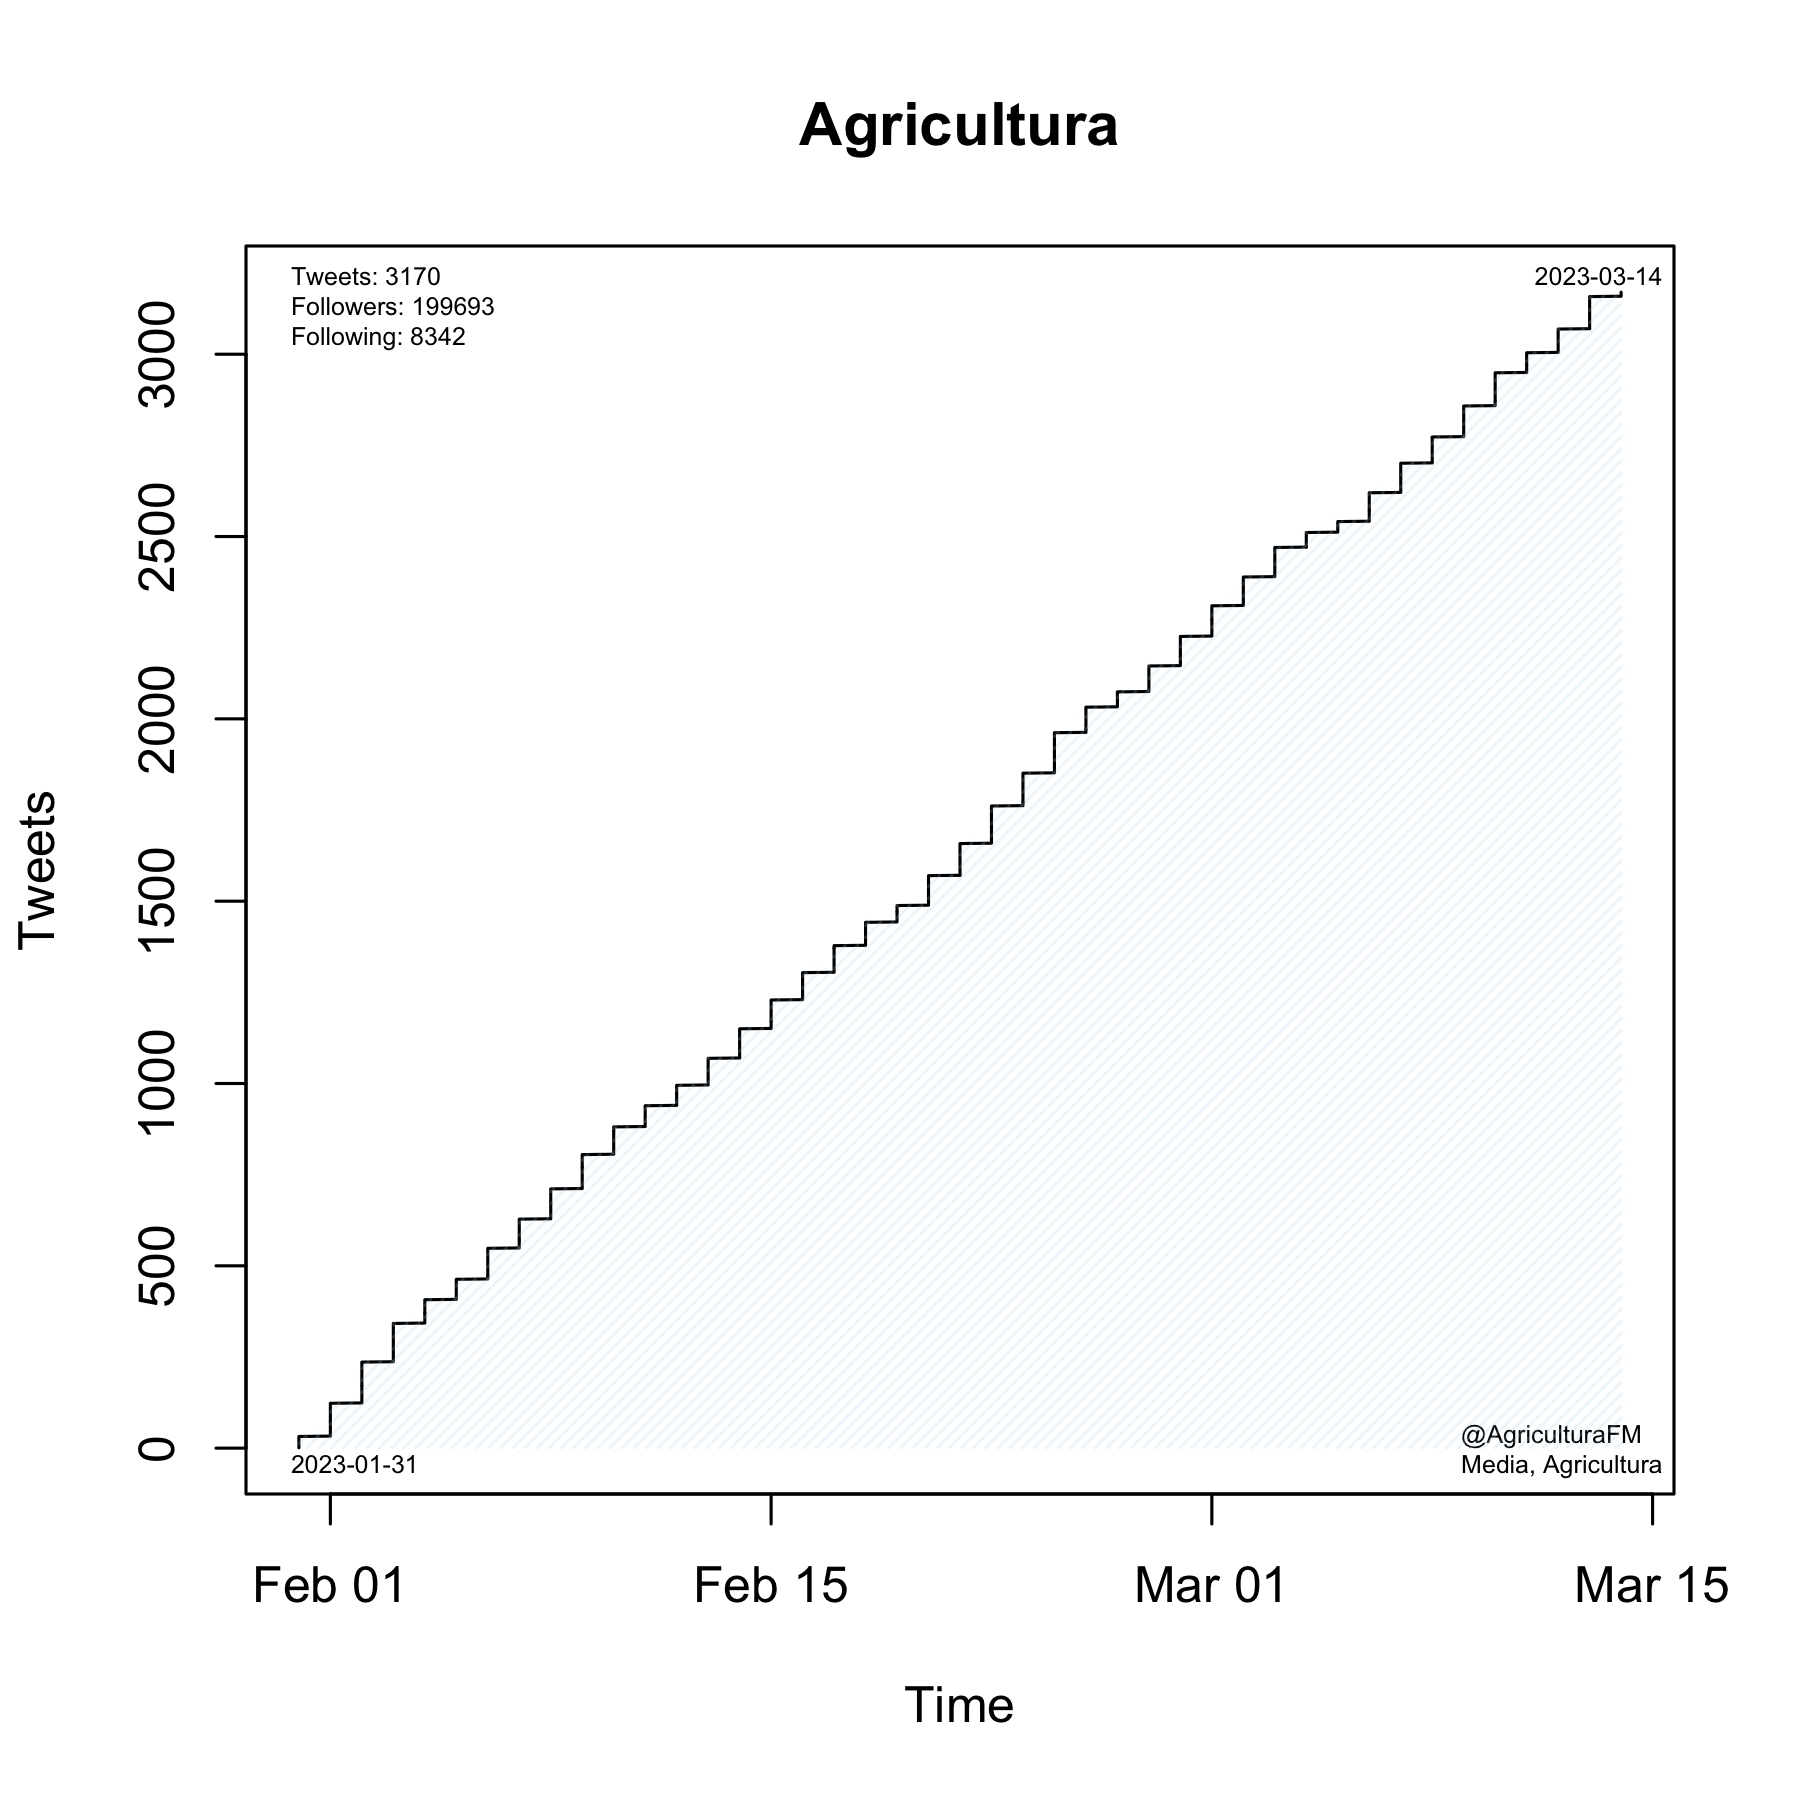 Agricultura
Tweets: 3170
Followers: 199693
Following: 8342
2023-03-14
3000
2500
2000
1500
1000
500
0
Tweets
2023-01-31
@AgriculturaFM
Media, Agricultura
Feb 01
Feb 15
Mar 01
Mar 15
Time